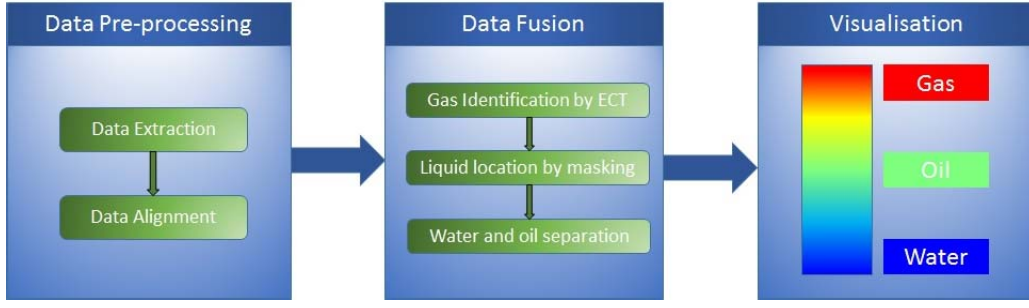 Data Pre-processing
Data Extraction
Data Alignment
Data Fusion
Gas Identification by ECT
Liquid location by masking
Water and oil separation
Visualisation
Gas
Oil
Water